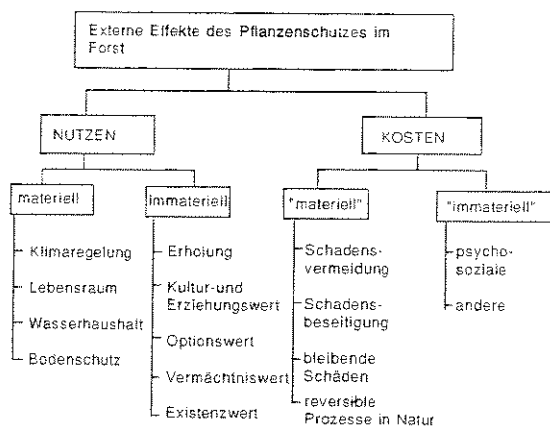 Externe Effekte des Pflanzenschutzes im
Forst
NUTZEN
KOSTEN
materiell
immateriell
"materiell"
"immateriell"
Klimaregelung
Lebensraum
Wasserhaushalt
Bodenschutz
Erholung
Kultur-und
Erziehungswert
Optionswert
Vermächtniswert
Existenzwert
Schadens-
vermeidung
Schadens-
beseitigung
bleibende
Schäden
reversible
Prozesse in Natur
psycho-
soziale
andere